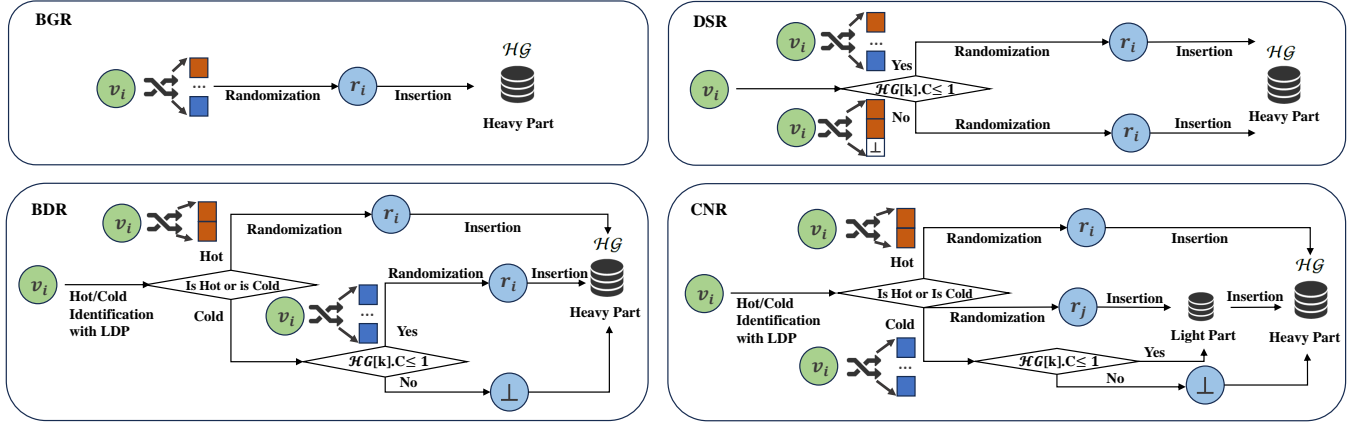 BGR
v_i
...
Randomization
r_i
Insertion
ℋ𝒢
Heavy Part
DSR
v_i
...
Yes
Randomization
r_i
Insertion
ℋ𝒢
v_i
ℋ𝒢[k].C≤ 1
No
v_i
⊥
Randomization
r_i
Insertion
Heavy Part
BDR
v_i
Hot
Randomization
r_i
Insertion
ℋ𝒢
v_i
Hot/Cold
Identification
with LDP
Is Hot or is Cold
Cold
v_i
...
Randomization
r_i
Insertion
Heavy Part
Yes
ℋ𝒢[k].C≤ 1
No
⊥
CNR
v_i
Hot
Randomization
r_i
Insertion
ℋ𝒢
v_i
Hot/Cold
Identification
with LDP
Is Hot or Is Cold
Cold
Randomization
r_j
Insertion
Light Part
Insertion
Heavy Part
v_i
...
ℋ𝒢[k].C≤ 1
Yes
No
⊥